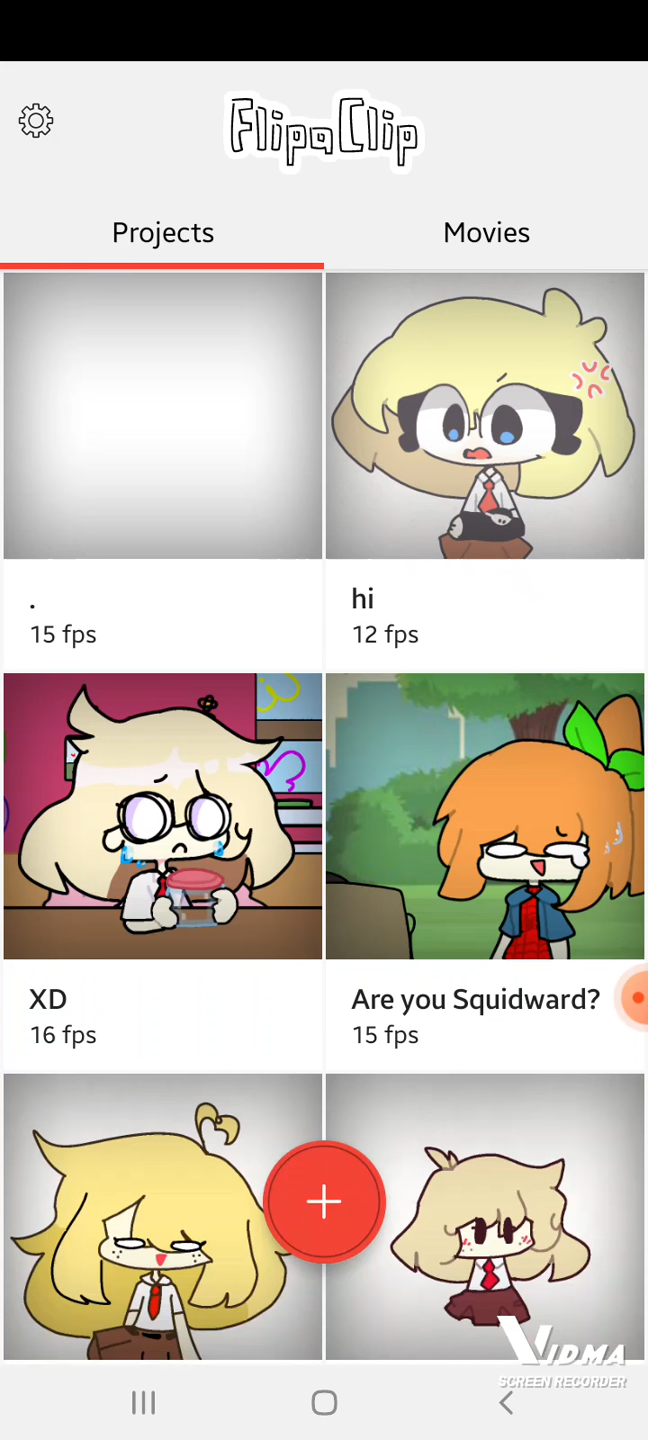 FlipaClip
Projects
Movies
.
15 fps
hi
12 fps
XD
16 fps
Are you Squidward?
15 fps
VIDMA
SCREEN RECORDER